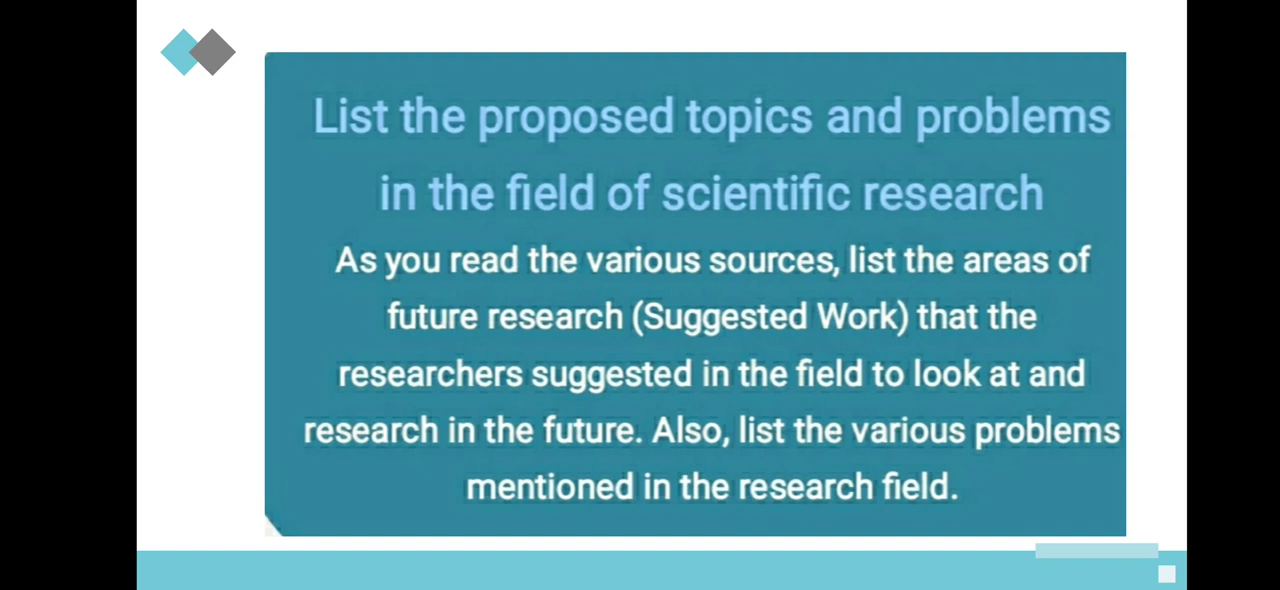 List the proposed topics and problems
in the field of scientific research
As you read the various sources, list the areas of
future research (Suggested Work) that the
researchers suggested in the field to look at and
research in the future. Also, list the various problems
mentioned in the research field.